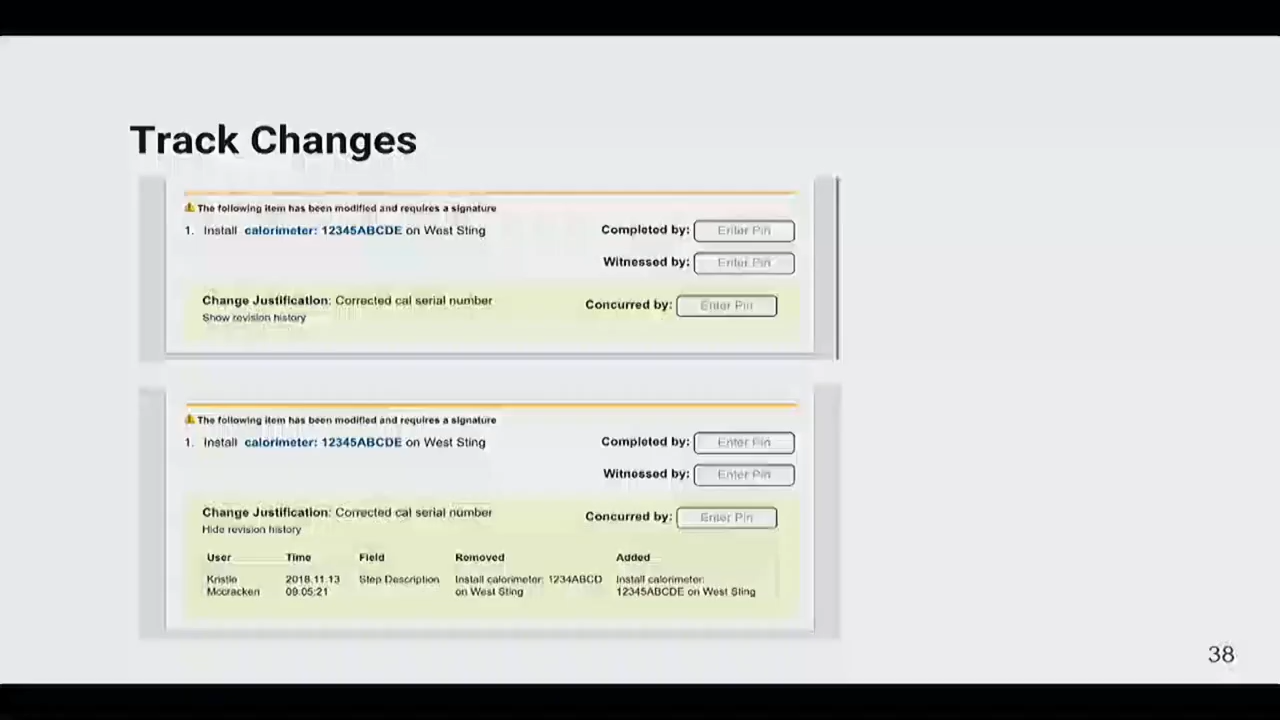 Track Changes
The following item has been modified and requires a signature
1. Install calorimeter: 12345ABCDE on West Sting
Completed by: Enter Pin
Witnessed by: Enter Pin
Change Justification: Corrected cal serial number
Concurred by: Enter Pin
Show revision history
The following item has been modified and requires a signature
1. Install calorimeter: 12345ABCDE on West Sting
Completed by: Enter Pin
Witnessed by: Enter Pin
Change Justification: Corrected cal serial number
Concurred by: Enter Pin
Hide revision history
User Time Field Removed Added
Kristie 2018.11.13 Step Description Install calorimeter: 1234ABCD Install calorimeter:
Mccracken 09:05:21 on West Sting 12345ABCDE on West Sting
38